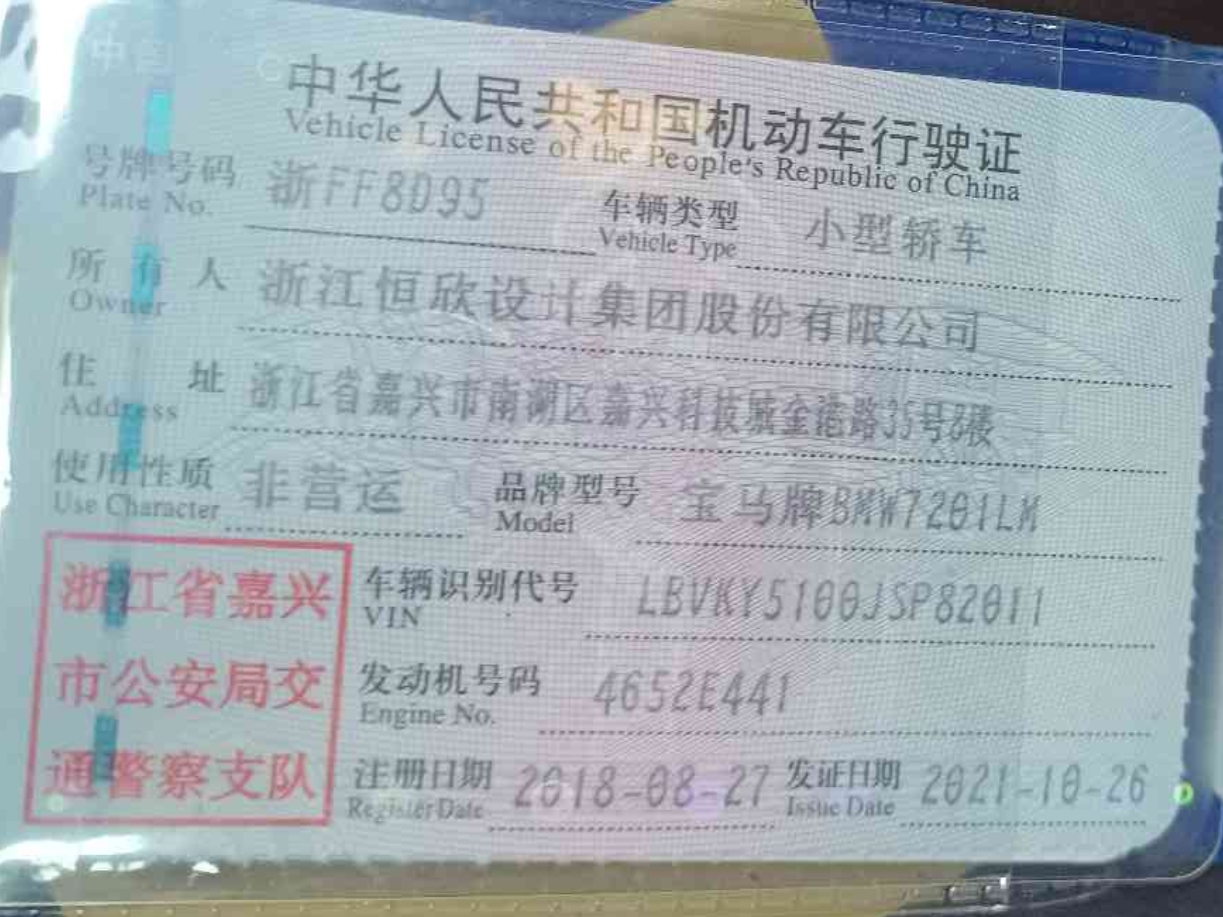 中国
中华人民共和国机动车行驶证
Vehicle License of the People's Republic of China
号牌号码 浙FF8D95 车辆类型 小型轿车
Plate No. Vehicle Type
所有人 浙江恒欣设计集团股份有限公司
Owner
住址 浙江省嘉兴市南湖区嘉兴科技城金港路35号8楼
Address
使用性质 非营运 品牌型号 宝马牌BMW7201LM
Use Character Model
浙江省嘉兴 车辆识别代号 LBVKY5100JSP82011
VIN
市公安局交 发动机号码 4652E441
Engine No.
通警察支队 注册日期 2018-08-27 发证日期 2021-10-26
Register Date Issue Date